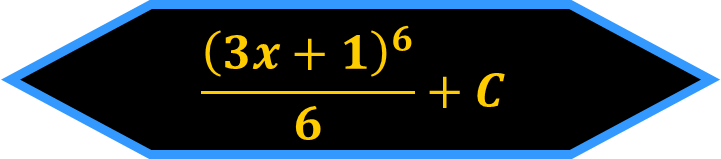 (3x + 1)⁶
6
+ C